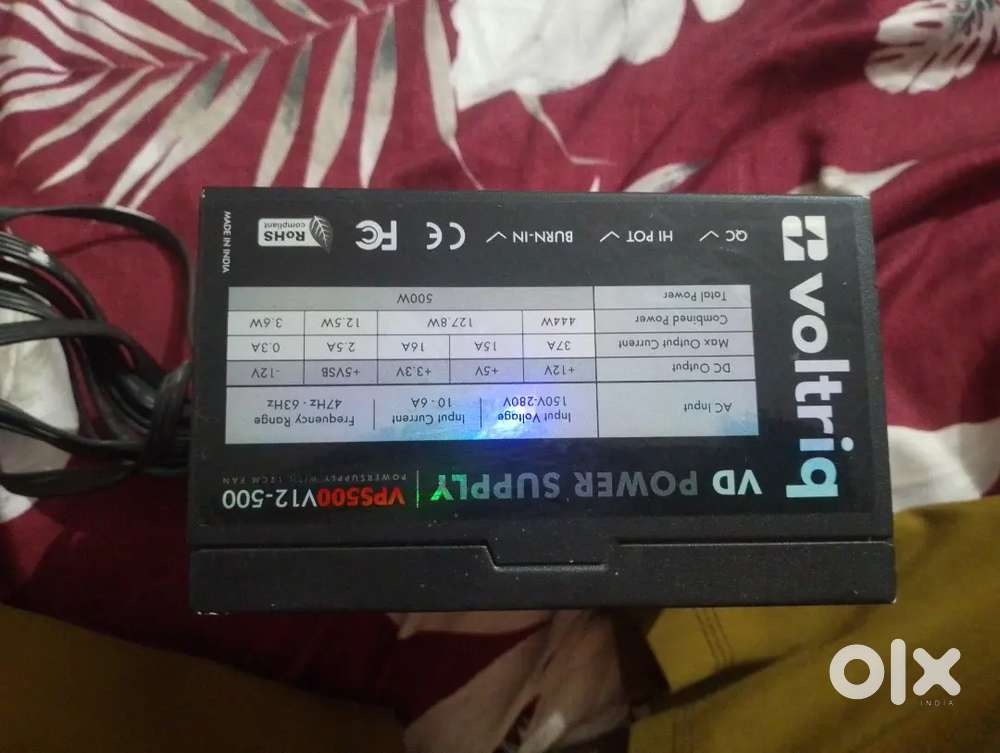 voltriq
VD POWER SUPPLY | VPS500V12-500
POWERSUPPLY WITH 12CM FAN
AC Input Input Voltage Input Current Frequency Range
150V-280V 10 - 6A 47Hz - 63Hz
DC Output +12V +5V +3.3V +5VSB -12V
Max Output Current 37A 15A 16A 2.5A 0.3A
Combined Power 444W 127.8W 12.5W 3.6W
Total Power 500W
QC HI POT BURN-IN CE FC RoHS
compliant
MADE IN INDIA
olx
INDIA